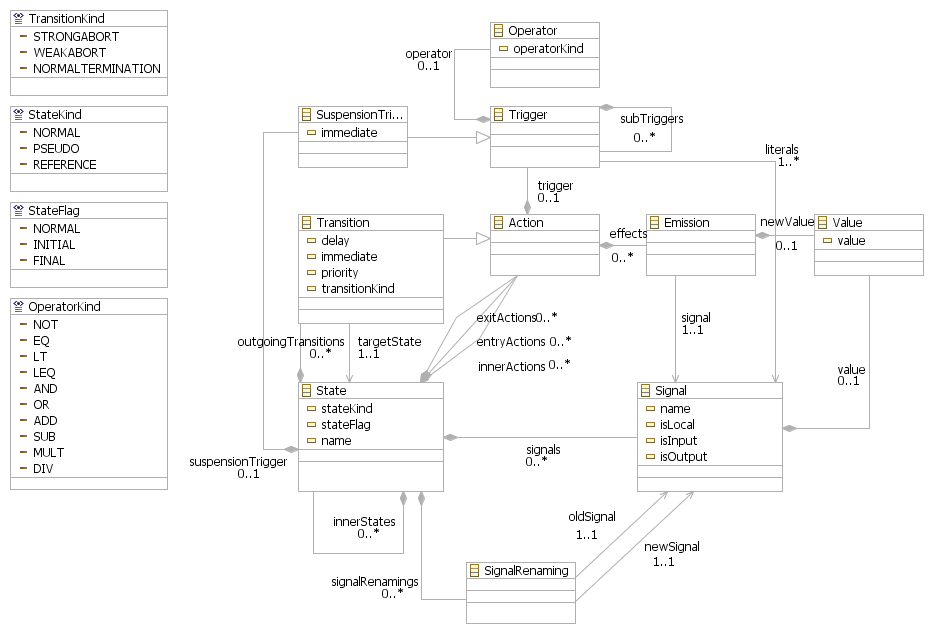 TransitionKind
STRONGABORT
WEAKABORT
NORMALTERMINATION
StateKind
NORMAL
PSEUDO
REFERENCE
StateFlag
NORMAL
INITIAL
FINAL
OperatorKind
NOT
EQ
LT
LEQ
AND
OR
ADD
SUB
MULT
DIV
Operator
operatorKind
operator
0..1
SuspensionTri...
immediate
Trigger
subTriggers
0..*
literals
1..*
trigger
0..1
Transition
delay
immediate
priority
transitionKind
Action
effects
0..*
Emission
newValue
0..1
Value
value
outgoingTransitions
0..*
targetState
1..1
exitActions0..*
entryActions 0..*
innerActions 0..*
signal
1..1
value
0..1
State
stateKind
stateFlag
name
Signal
name
isLocal
isInput
isOutput
suspensionTrigger
0..1
signals
0..*
innerStates
0..*
oldSignal
1..1
newSignal
1..1
signalRenamings
0..*
SignalRenaming